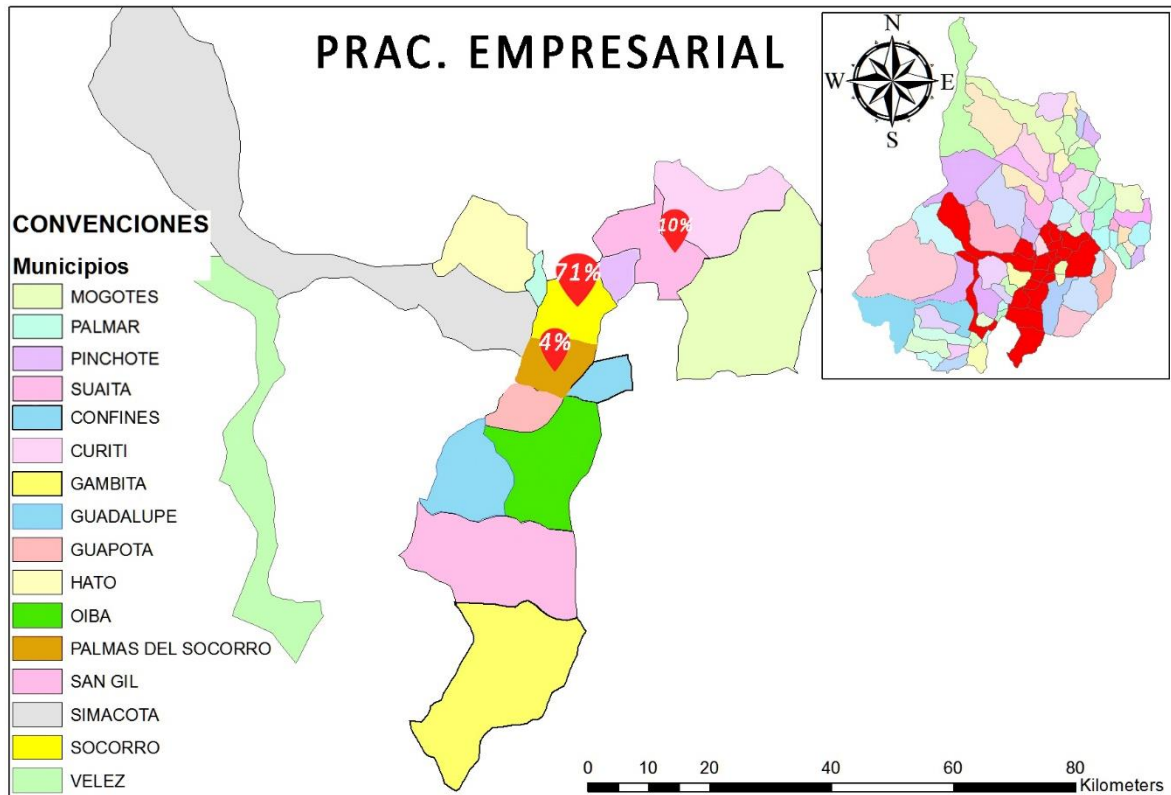 PRAC. EMPRESARIAL
N
W E
S
10%
71%
4%
CONVENCIONES
Municipios
MOGOTES
PALMAR
PINCHOTE
SUAITA
CONFINES
CURITI
GAMBITA
GUADALUPE
GUAPOTA
HATO
OIBA
PALMAS DEL SOCORRO
SAN GIL
SIMACOTA
SOCORRO
VELEZ
0 10 20 40 60 80
Kilometers